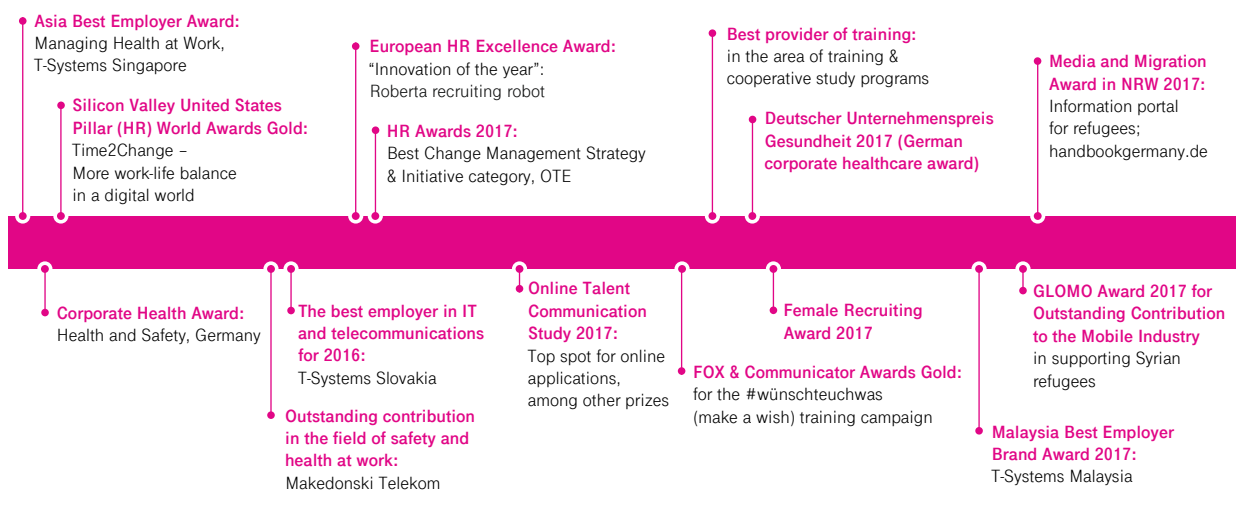 Asia Best Employer Award:
Managing Health at Work,
T-Systems Singapore
Silicon Valley United States
Pillar (HR) World Awards Gold:
Time2Change –
More work-life balance
in a digital world
European HR Excellence Award:
“Innovation of the year”:
Roberta recruiting robot
HR Awards 2017:
Best Change Management Strategy
& Initiative category, OTE
Best provider of training:
in the area of training &
cooperative study programs
Deutscher Unternehmenspreis
Gesundheit 2017 (German
corporate healthcare award)
Media and Migration
Award in NRW 2017:
Information portal
for refugees;
handbookgermany.de
Corporate Health Award:
Health and Safety, Germany
Outstanding contribution
in the field of safety and
health at work:
Makedonski Telekom
The best employer in IT
and telecommunications
for 2016:
T-Systems Slovakia
Online Talent
Communication
Study 2017:
Top spot for online
applications,
among other prizes
FOX & Communicator Awards Gold:
for the #wünschteuchwas
(make a wish) training campaign
Female Recruiting
Award 2017
Malaysia Best Employer
Brand Award 2017:
T-Systems Malaysia
GLOMO Award 2017 for
Outstanding Contribution
to the Mobile Industry
in supporting Syrian
refugees